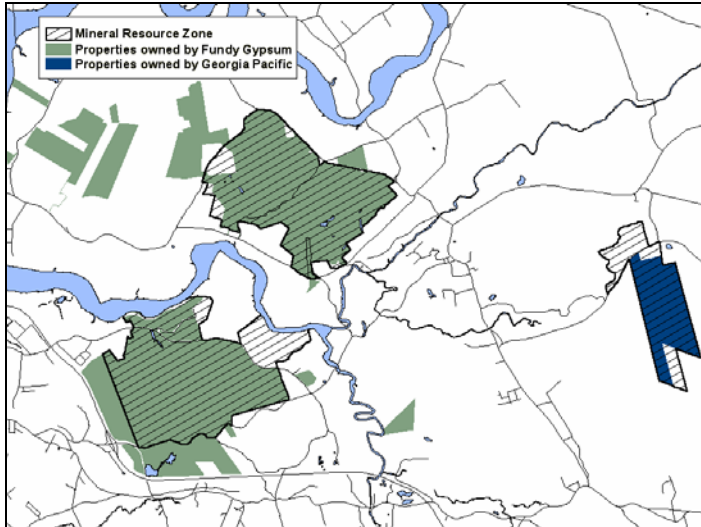 Mineral Resource Zone
Properties owned by Fundy Gypsum
Properties owned by Georgia Pacific